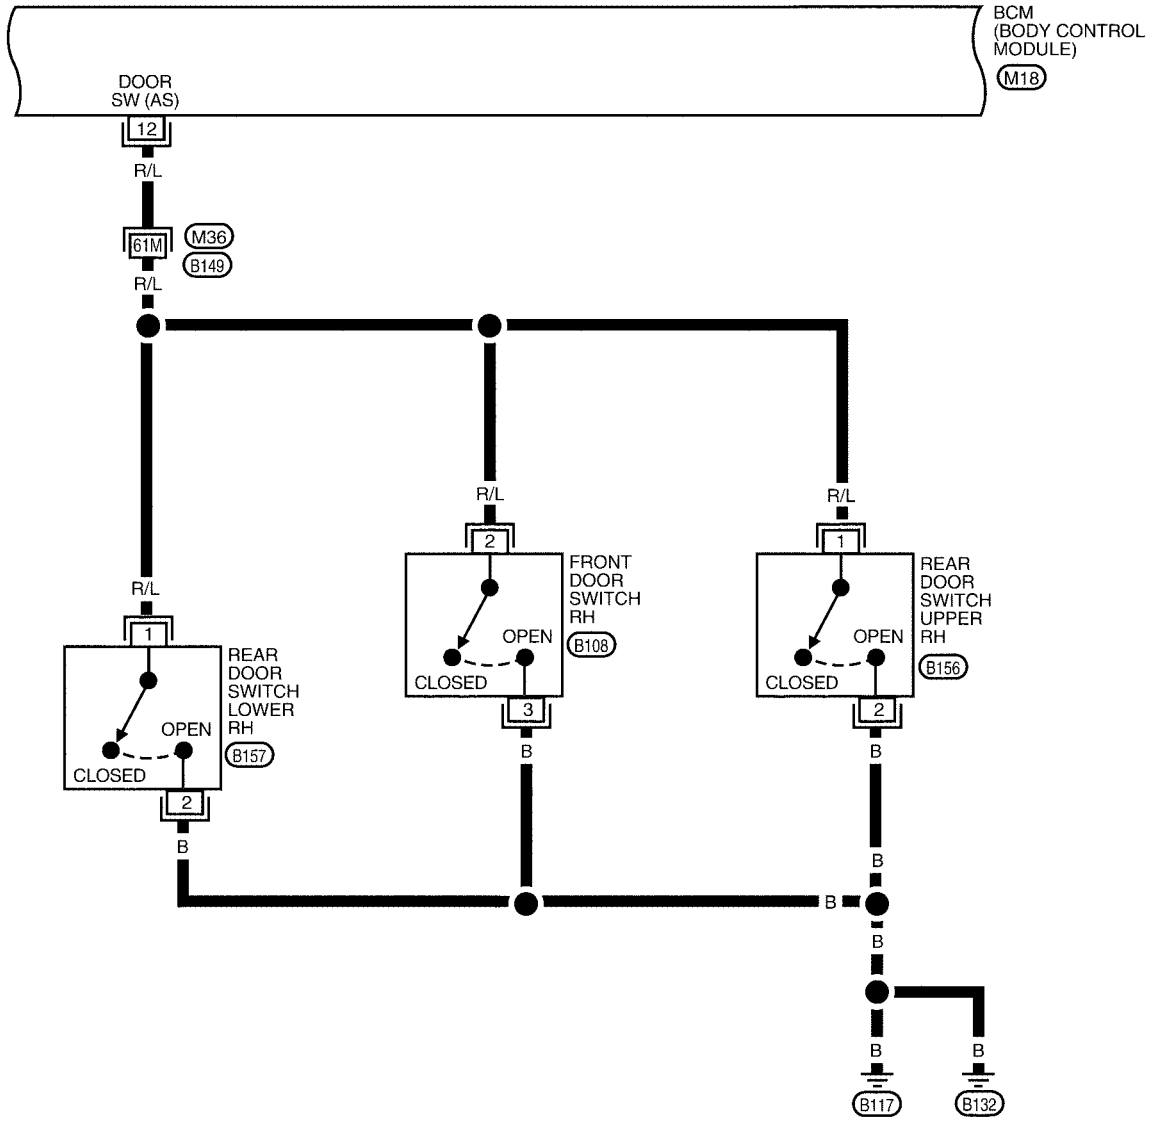 BCM
(BODY CONTROL
MODULE)
M18
DOOR
SW (AS)
12
R/L
61M
M36
B149
R/L
R/L
R/L
R/L
2
FRONT
DOOR
SWITCH
RH
B108
OPEN
CLOSED
3
B
1
REAR
DOOR
SWITCH
UPPER
RH
B156
OPEN
CLOSED
2
B
1
REAR
DOOR
SWITCH
LOWER
RH
B157
OPEN
CLOSED
2
B
B
B
B
B
B
B117
B132